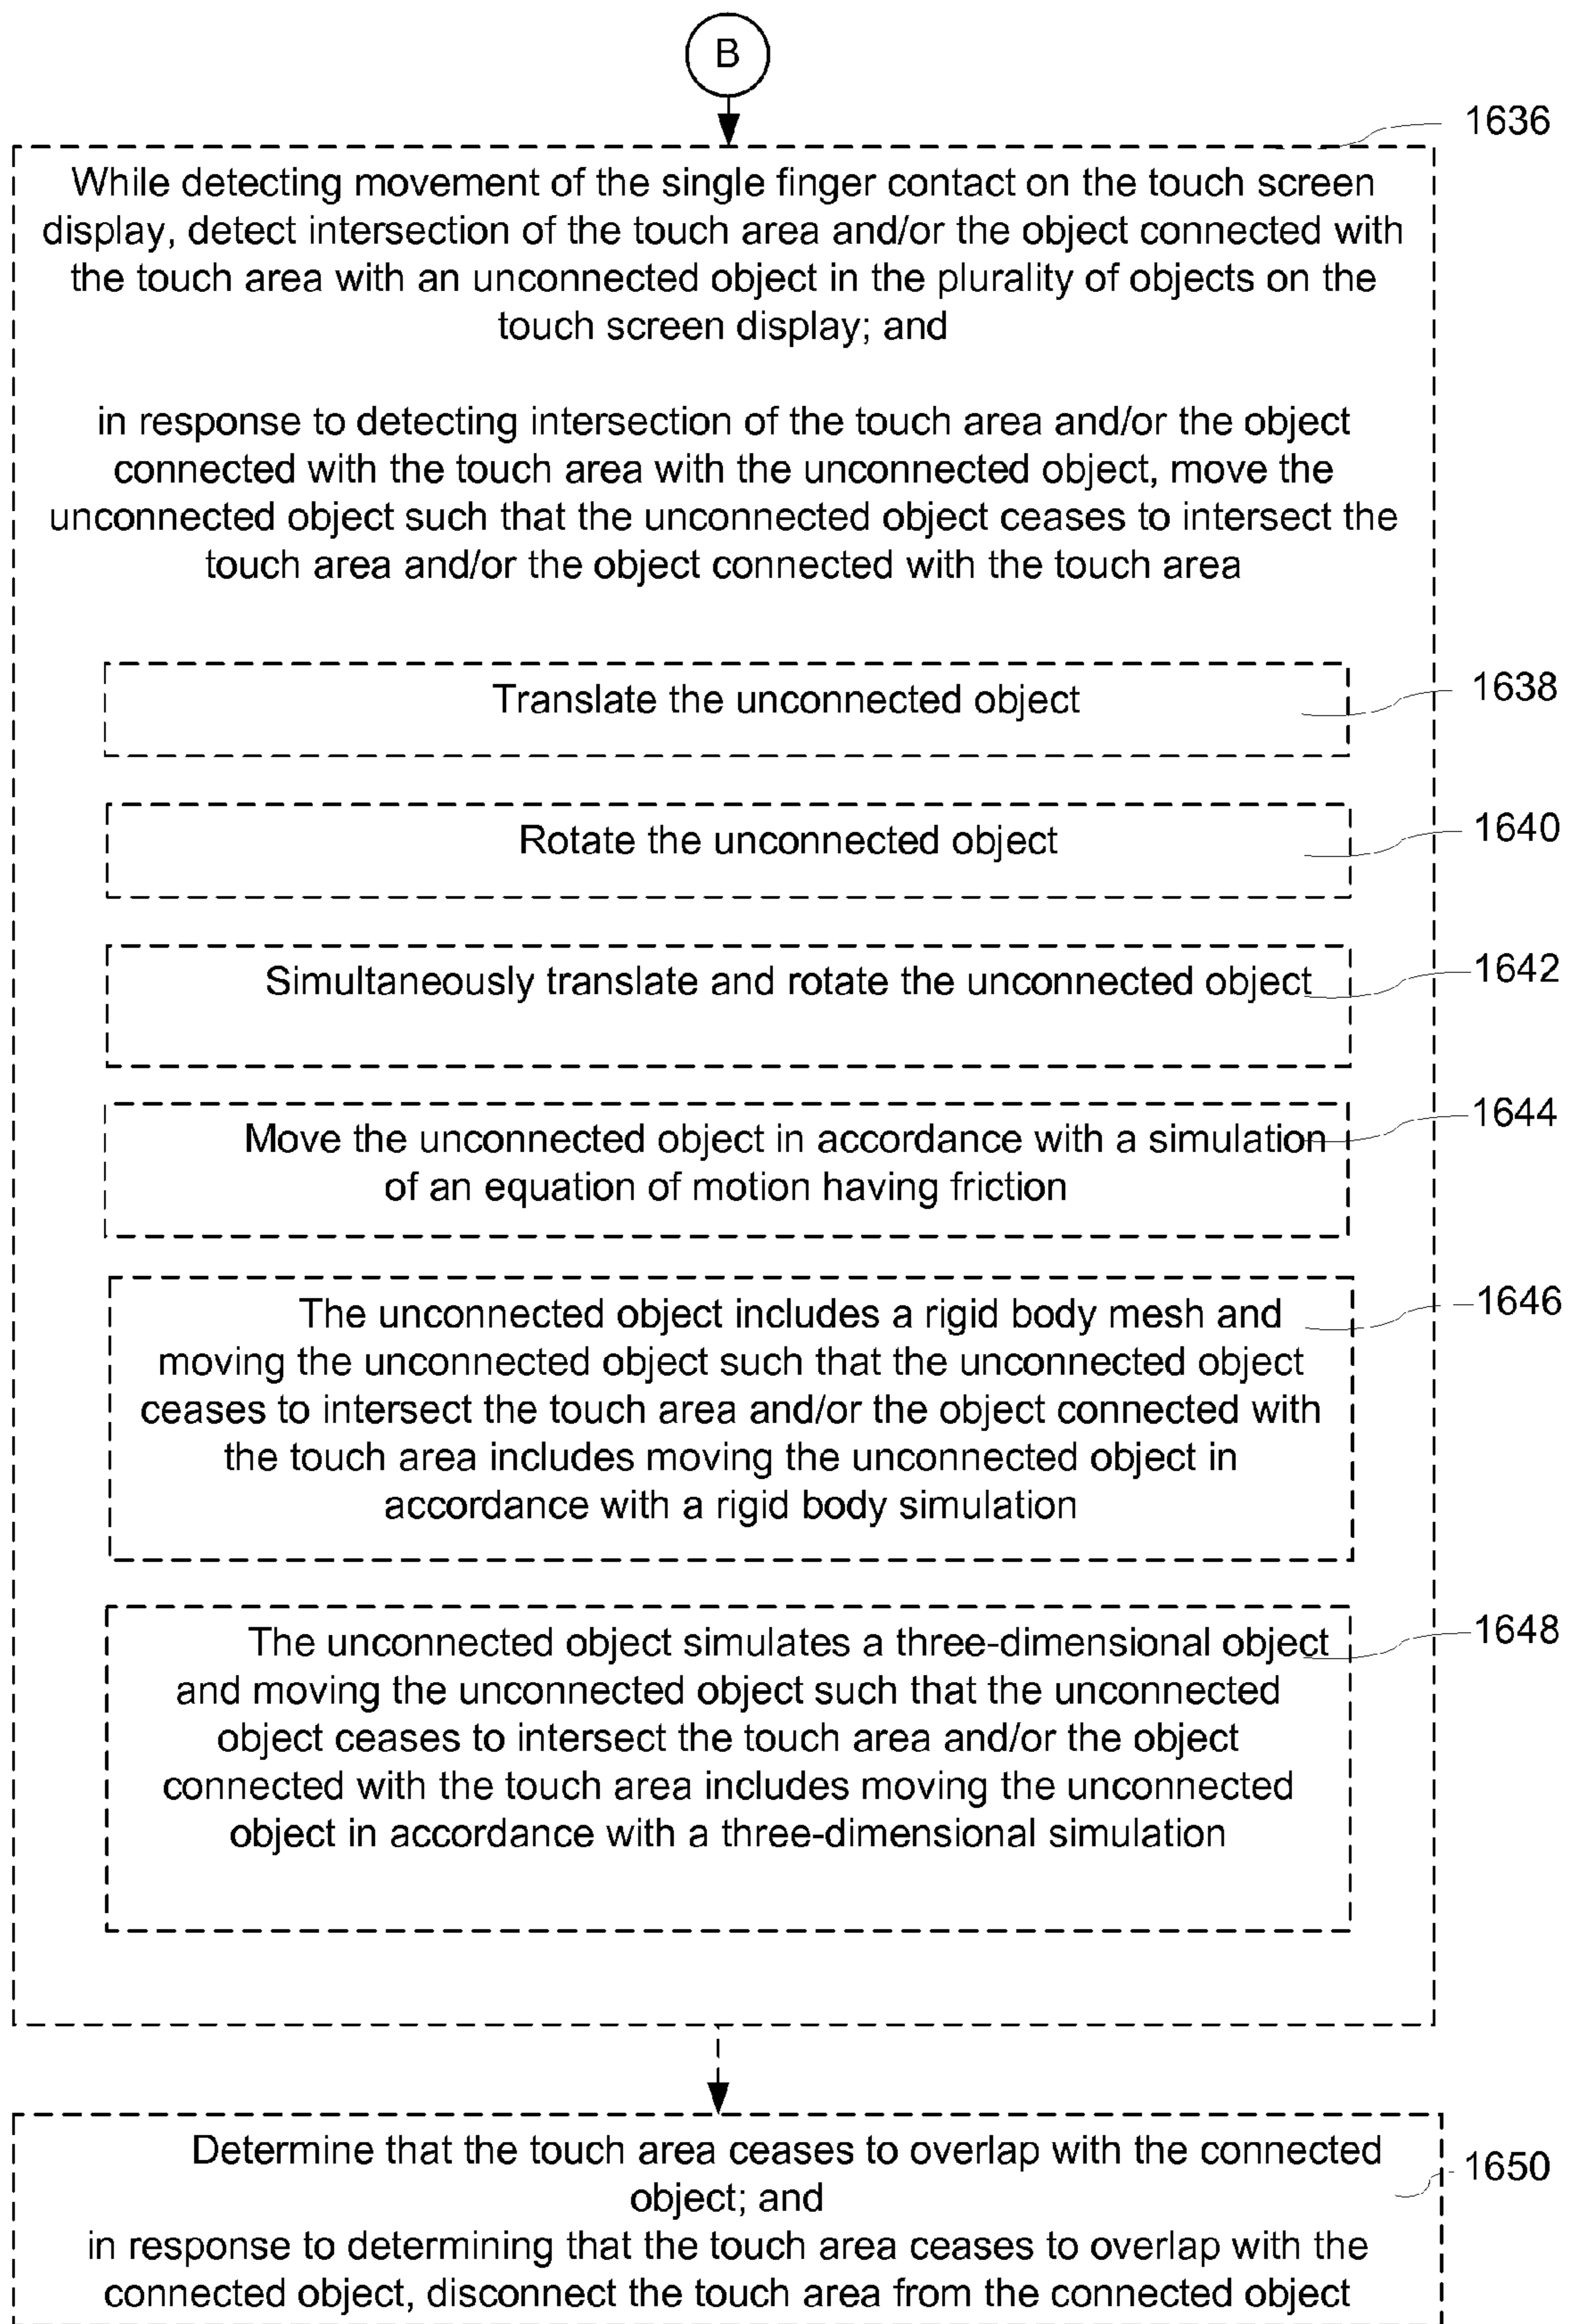 B
1636
While detecting movement of the single finger contact on the touch screen
display, detect intersection of the touch area and/or the object connected with
the touch area with an unconnected object in the plurality of objects on the
touch screen display; and
in response to detecting intersection of the touch area and/or the object
connected with the touch area with the unconnected object, move the
unconnected object such that the unconnected object ceases to intersect the
touch area and/or the object connected with the touch area
Translate the unconnected object
1638
Rotate the unconnected object
1640
Simultaneously translate and rotate the unconnected object
1642
Move the unconnected object in accordance with a simulation
of an equation of motion having friction
1644
The unconnected object includes a rigid body mesh and
moving the unconnected object such that the unconnected object
ceases to intersect the touch area and/or the object connected with
the touch area includes moving the unconnected object in
accordance with a rigid body simulation
1646
The unconnected object simulates a three-dimensional object
and moving the unconnected object such that the unconnected
object ceases to intersect the touch area and/or the object
connected with the touch area includes moving the unconnected
object in accordance with a three-dimensional simulation
1648
Determine that the touch area ceases to overlap with the connected
object; and
in response to determining that the touch area ceases to overlap with the
connected object, disconnect the touch area from the connected object
1650